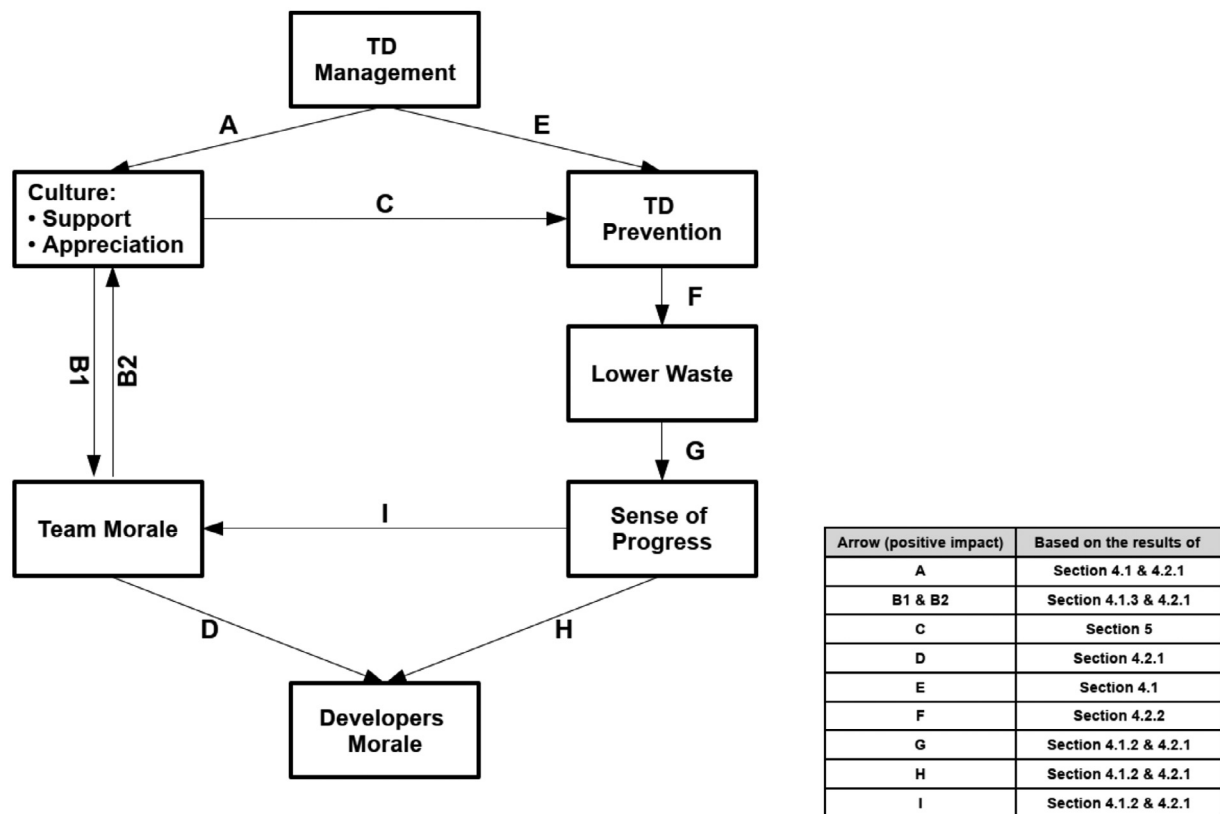 TD
Management
A
E
Culture:
• Support
• Appreciation
C
TD
Prevention
F
B1
B2
Lower Waste
G
Team Morale
I
Sense of
Progress
D
H
Developers
Morale
Arrow (positive impact) Based on the results of
A Section 4.1 & 4.2.1
B1 & B2 Section 4.1.3 & 4.2.1
C Section 5
D Section 4.2.1
E Section 4.1
F Section 4.2.2
G Section 4.1.2 & 4.2.1
H Section 4.1.2 & 4.2.1
I Section 4.1.2 & 4.2.1